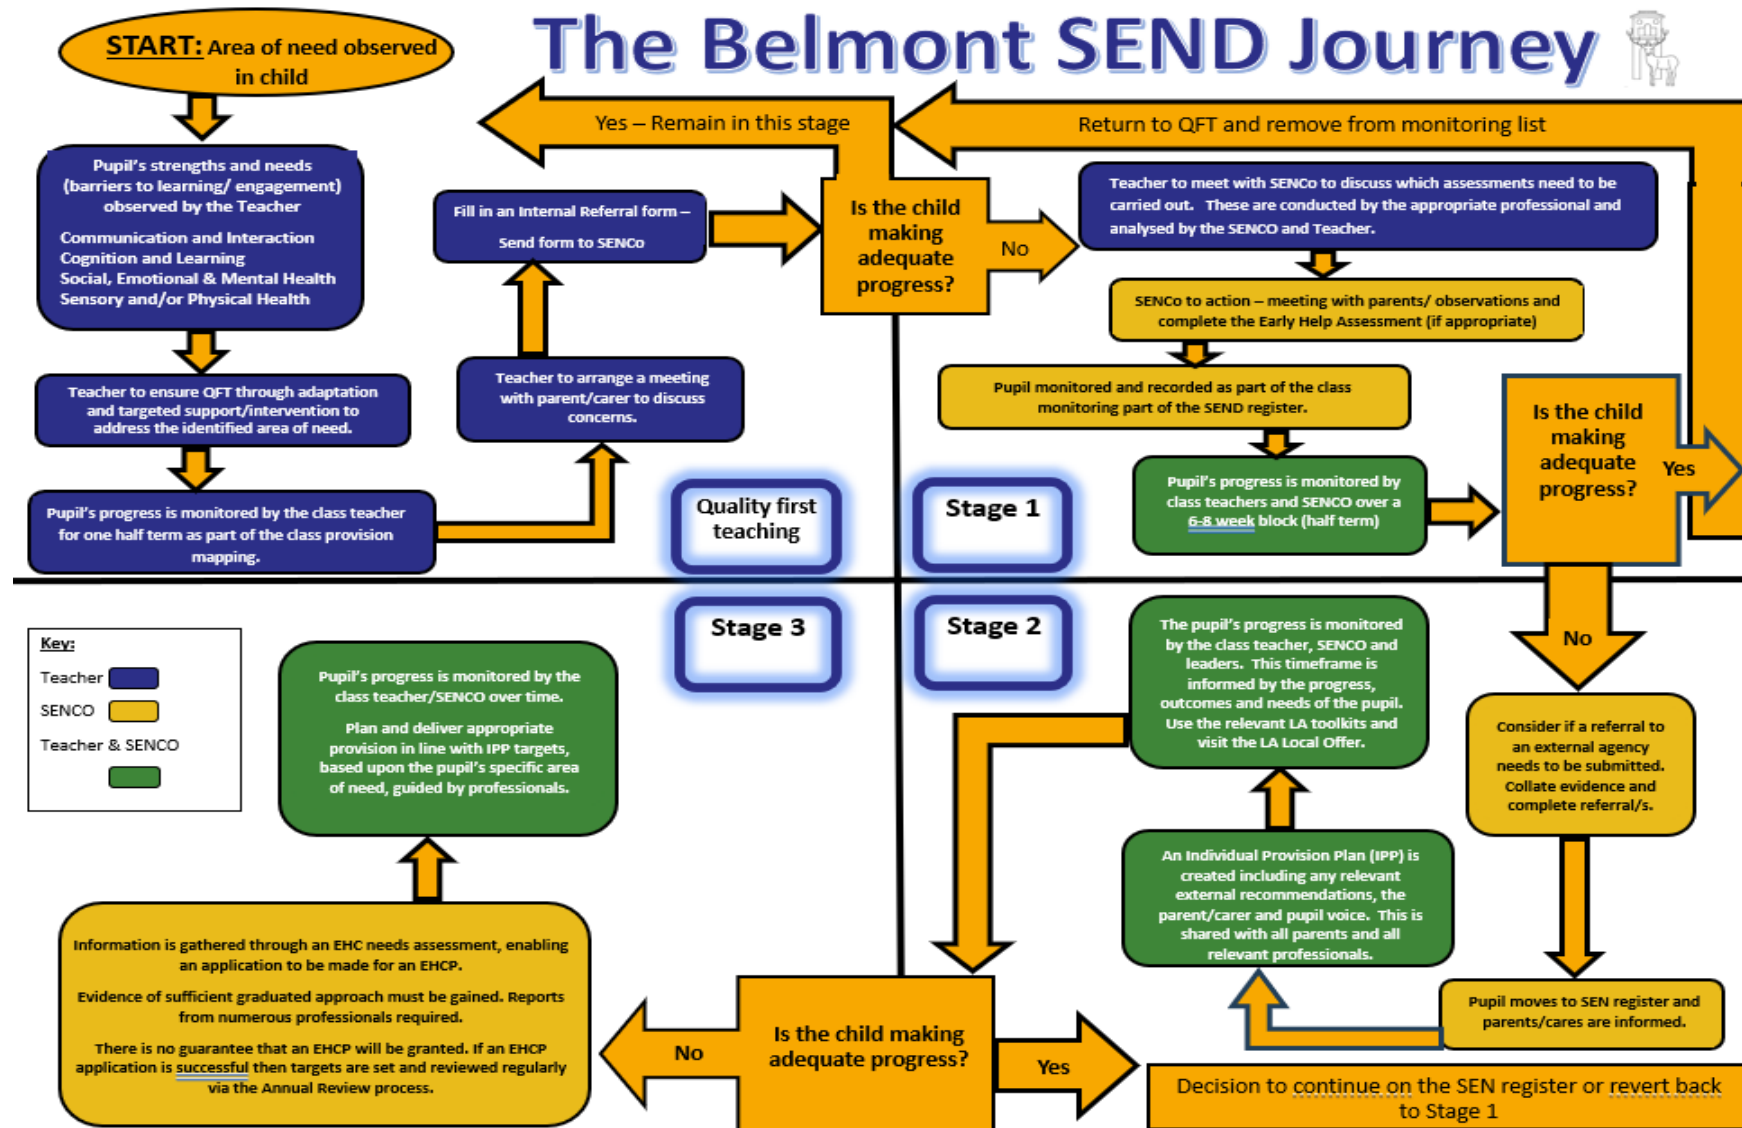 The Belmont SEND Journey
START: Area of need observed
in child
Pupil's strengths and needs
(barriers to learning/ engagement)
observed by the Teacher
Communication and Interaction
Cognition and Learning
Social, Emotional & Mental Health
Sensory and/or Physical Health
Teacher to ensure QFT through adaptation
and targeted support/intervention to
address the identified area of need.
Pupil's progress is monitored by the class teacher
for one half term as part of the class provision
mapping.
Teacher to arrange a meeting
with parent/carer to discuss
concerns.
Fill in an Internal Referral form –
Send form to SENCo
Is the child
making
adequate
progress?
Yes – Remain in this stage
No
Quality first
teaching
Return to QFT and remove from monitoring list
Teacher to meet with SENCo to discuss which assessments need to be
carried out. These are conducted by the appropriate professional and
analysed by the SENCO and Teacher.
SENCo to action – meeting with parents/ observations and
complete the Early Help Assessment (if appropriate)
Pupil monitored and recorded as part of the class
monitoring part of the SEND register.
Pupil's progress is monitored by
class teachers and SENCO over a
6-8 week block (half term)
Is the child
making
adequate
progress?
Yes
Stage 1
No
Stage 2
Consider if a referral to
an external agency
needs to be submitted.
Collate evidence and
complete referral/s.
Pupil moves to SEN register and
parents/cares are informed.
An Individual Provision Plan (IPP) is
created including any relevant
external recommendations, the
parent/carer and pupil voice. This is
shared with all parents and all
relevant professionals.
The pupil's progress is monitored
by the class teacher, SENCO and
leaders. This timeframe is
informed by the progress,
outcomes and needs of the pupil.
Use the relevant LA toolkits and
visit the LA Local Offer.
Is the child making
adequate progress?
Yes
Decision to continue on the SEN register or revert back
to Stage 1
No
Stage 3
Information is gathered through an EHC needs assessment, enabling
an application to be made for an EHCP.
Evidence of sufficient graduated approach must be gained. Reports
from numerous professionals required.
There is no guarantee that an EHCP will be granted. If an EHCP
application is successful then targets are set and reviewed regularly
via the Annual Review process.
Pupil's progress is monitored by the
class teacher/SENCO over time.
Plan and deliver appropriate
provision in line with IPP targets,
based upon the pupil's specific area
of need, guided by professionals.
Key:
Teacher
SENCO
Teacher & SENCO